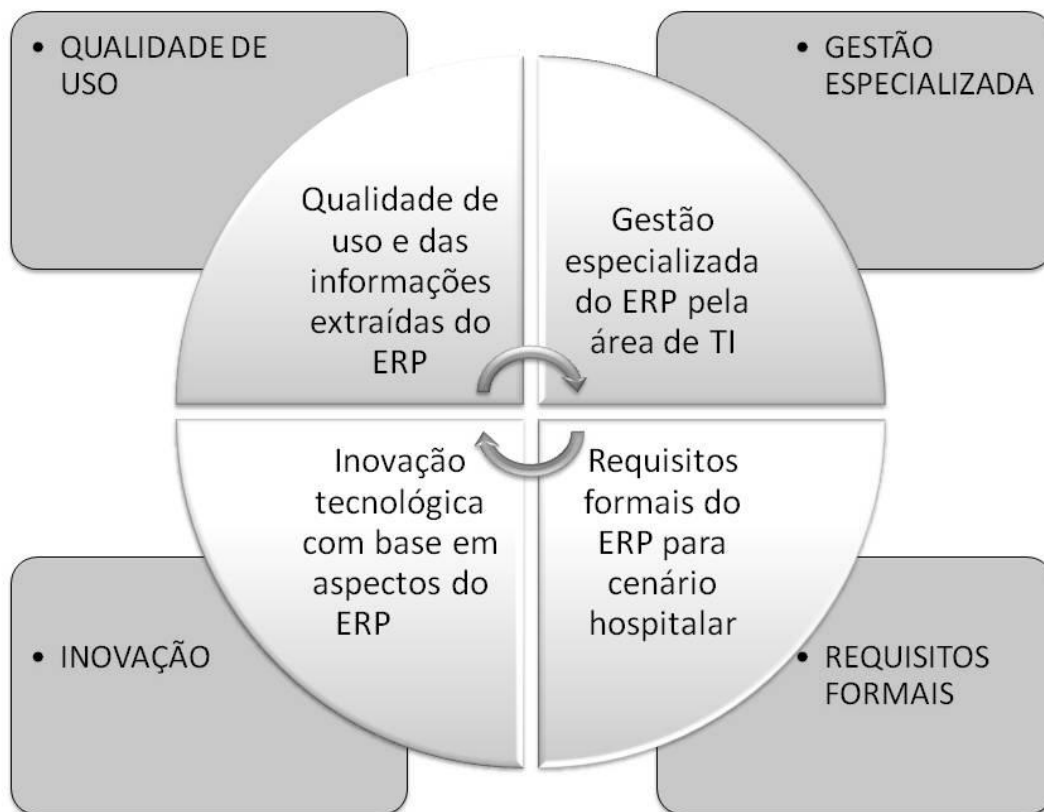 • QUALIDADE DE
USO
• GESTÃO
ESPECIALIZADA
Qualidade de
uso e das
informações
extraídas do
ERP
Gestão
especializada
do ERP pela
área de TI
Inovação
tecnológica
com base em
aspectos do
ERP
Requisitos
formais do
ERP para
cenário
hospitalar
• INOVAÇÃO
• REQUISITOS
FORMAIS